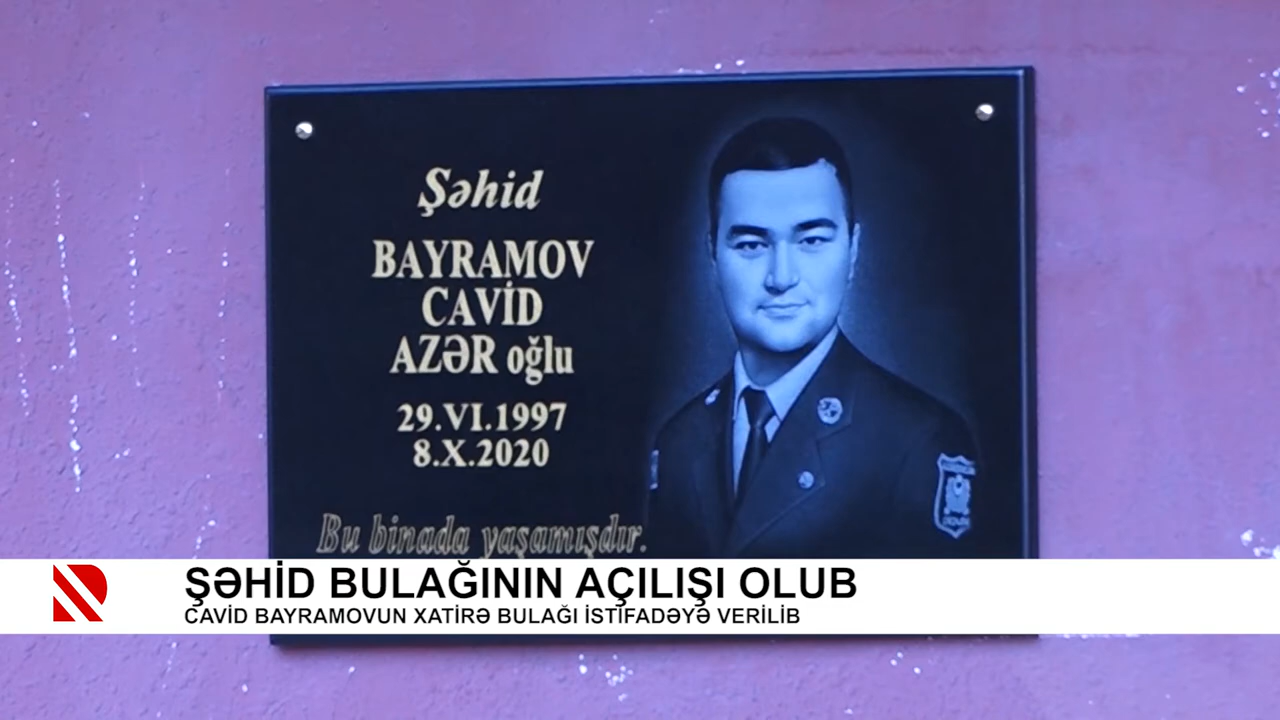 Şəhid
BAYRAMOV
CAVİD
AZƏR oğlu
29.VI.1997
8.X.2020
Bu binada yaşamışdır.
ŞƏHİD BULAĞININ AÇILIŞI OLUB
CAVİD BAYRAMOVUN XATİRƏ BULAĞI İSTİFADƏYƏ VERİLİB